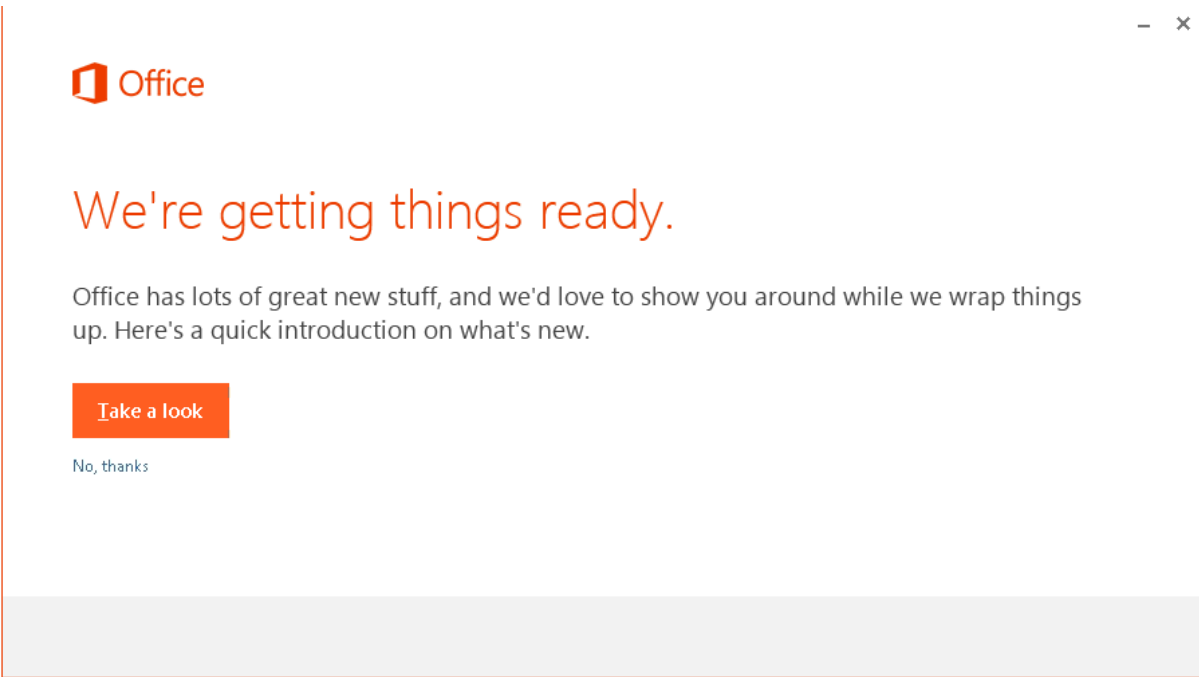 Office
We're getting things ready.
Office has lots of great new stuff, and we'd love to show you around while we wrap things
up. Here's a quick introduction on what's new.
Take a look
No, thanks